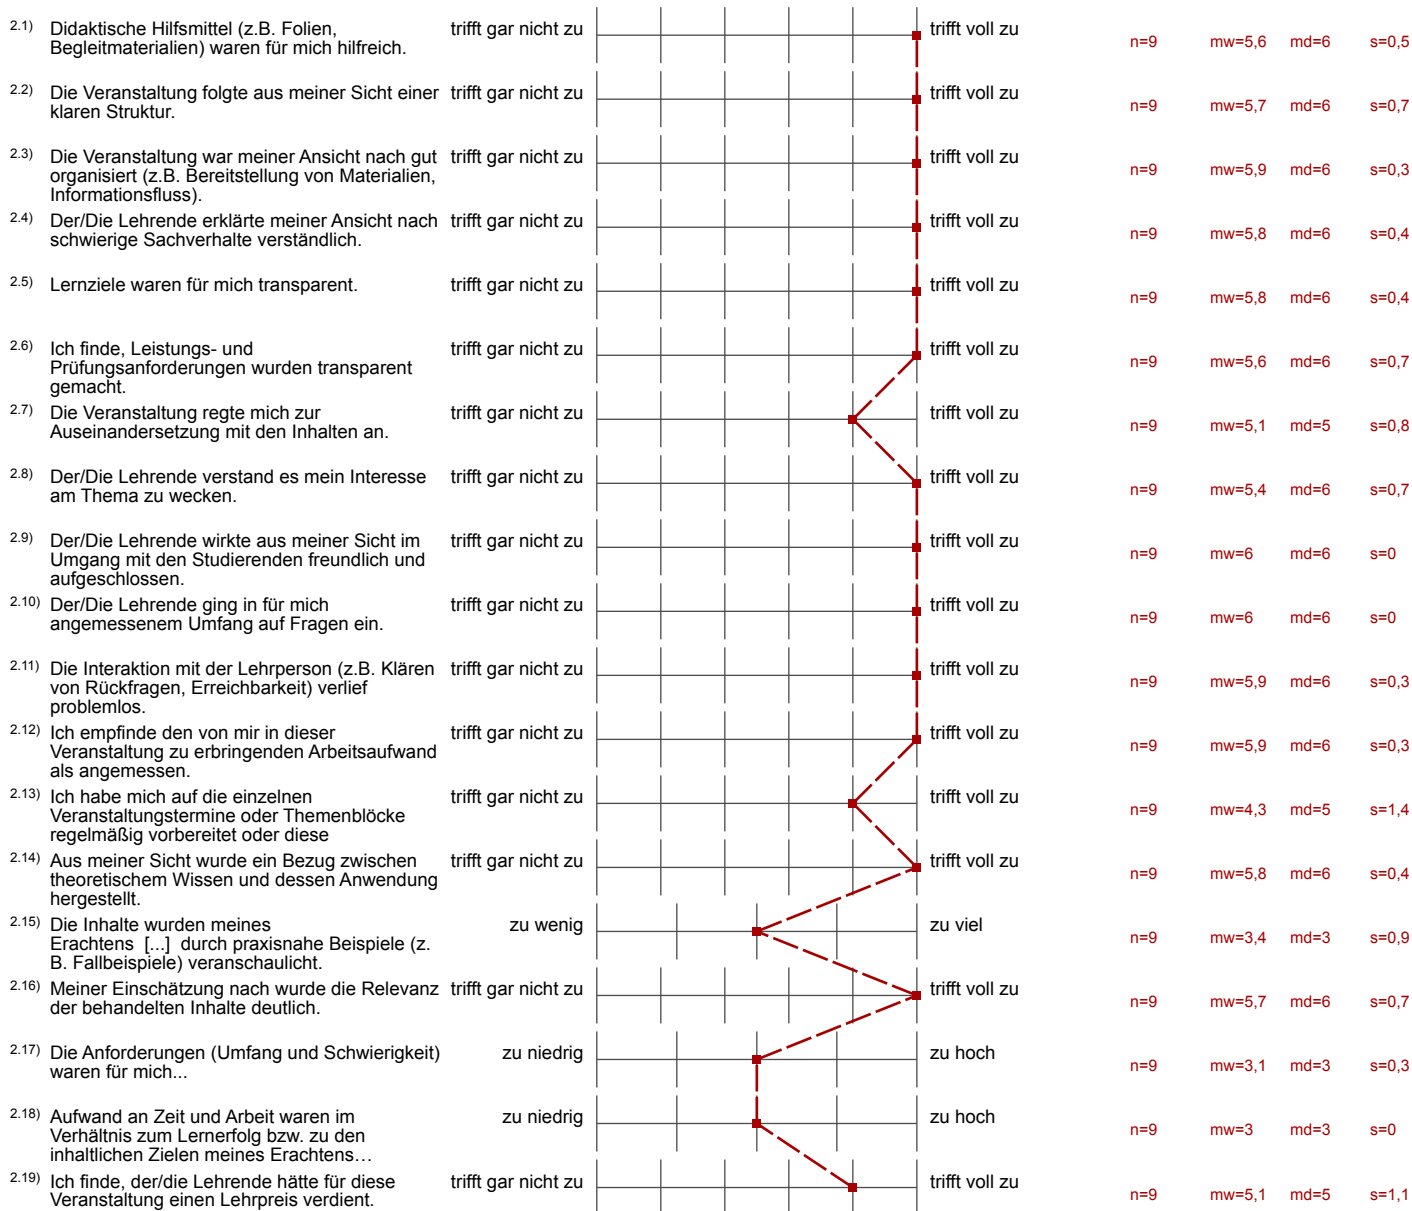 2.1) Didaktische Hilfsmittel (z.B. Folien, trifft gar nicht zu trifft voll zu
Begleitmaterialien) waren für mich hilfreich. n=9 mw=5,6 md=6 s=0,5
2.2) Die Veranstaltung folgte aus meiner Sicht einer trifft gar nicht zu trifft voll zu
klaren Struktur. n=9 mw=5,7 md=6 s=0,7
2.3) Die Veranstaltung war meiner Ansicht nach gut trifft gar nicht zu trifft voll zu
organisiert (z.B. Bereitstellung von Materialien, n=9 mw=5,9 md=6 s=0,3
Informationsfluss).
2.4) Der/Die Lehrende erklärte meiner Ansicht nach trifft gar nicht zu trifft voll zu
schwierige Sachverhalte verständlich. n=9 mw=5,8 md=6 s=0,4
2.5) Lernziele waren für mich transparent. trifft gar nicht zu trifft voll zu
n=9 mw=5,8 md=6 s=0,4
2.6) Ich finde, Leistungs- und trifft gar nicht zu trifft voll zu
Prüfungsanforderungen wurden transparent n=9 mw=5,6 md=6 s=0,7
gemacht.
2.7) Die Veranstaltung regte mich zur trifft gar nicht zu trifft voll zu
Auseinandersetzung mit den Inhalten an. n=9 mw=5,1 md=5 s=0,8
2.8) Der/Die Lehrende verstand es mein Interesse trifft gar nicht zu trifft voll zu
am Thema zu wecken. n=9 mw=5,4 md=6 s=0,7
2.9) Der/Die Lehrende wirkte aus meiner Sicht im trifft gar nicht zu trifft voll zu
Umgang mit den Studierenden freundlich und n=9 mw=6 md=6 s=0
aufgeschlossen.
2.10) Der/Die Lehrende ging in für mich trifft gar nicht zu trifft voll zu
angemessenem Umfang auf Fragen ein. n=9 mw=6 md=6 s=0
2.11) Die Interaktion mit der Lehrperson (z.B. Klären trifft gar nicht zu trifft voll zu
von Rückfragen, Erreichbarkeit) verlief n=9 mw=5,9 md=6 s=0,3
problemlos.
2.12) Ich empfinde den von mir in dieser trifft gar nicht zu trifft voll zu
Veranstaltung zu erbringenden Arbeitsaufwand n=9 mw=5,9 md=6 s=0,3
als angemessen.
2.13) Ich habe mich auf die einzelnen trifft gar nicht zu trifft voll zu
Veranstaltungstermine oder Themenblöcke n=9 mw=4,3 md=5 s=1,4
regelmäßig vorbereitet oder diese
2.14) Aus meiner Sicht wurde ein Bezug zwischen trifft gar nicht zu trifft voll zu
theoretischem Wissen und dessen Anwendung n=9 mw=5,8 md=6 s=0,4
hergestellt.
2.15) Die Inhalte wurden meines zu wenig zu viel
Erachtens [...] durch praxisnahe Beispiele (z. n=9 mw=3,4 md=3 s=0,9
B. Fallbeispiele) veranschaulicht.
2.16) Meiner Einschätzung nach wurde die Relevanz trifft gar nicht zu trifft voll zu
der behandelten Inhalte deutlich. n=9 mw=5,7 md=6 s=0,7
2.17) Die Anforderungen (Umfang und Schwierigkeit) zu niedrig zu hoch
waren für mich... n=9 mw=3,1 md=3 s=0,3
2.18) Aufwand an Zeit und Arbeit waren im zu niedrig zu hoch
Verhältnis zum Lernerfolg bzw. zu den n=9 mw=3 md=3 s=0
inhaltlichen Zielen meines Erachtens…
2.19) Ich finde, der/die Lehrende hätte für diese trifft gar nicht zu trifft voll zu
Veranstaltung einen Lehrpreis verdient. n=9 mw=5,1 md=5 s=1,1